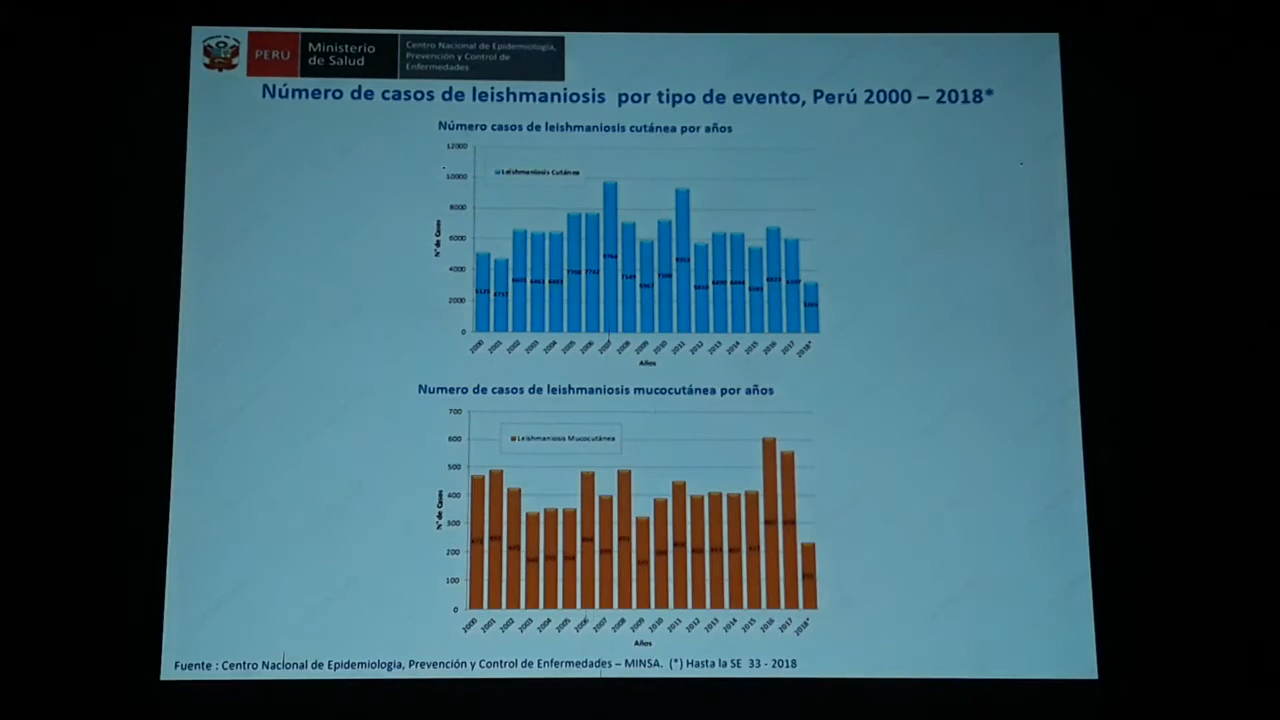 PERÚ
Ministerio
de Salud
Centro Nacional de Epidemiología,
Prevención y Control de
Enfermedades
Número de casos de leishmaniosis por tipo de evento, Perú 2000 – 2018*
Número casos de leishmaniosis cutánea por años
12000
10000
8000
6000
4000
2000
0
N° de Casos
Leishmaniosis Cutánea
2000 2001 2002 2003 2004 2005 2006 2007 2008 2009 2010 2011 2012 2013 2014 2015 2016 2017 2018*
Años
Numero de casos de leishmaniosis mucocutánea por años
700
600
500
400
300
200
100
0
N° de Casos
Leishmaniosis Mucocutánea
2000 2001 2002 2003 2004 2005 2006 2007 2008 2009 2010 2011 2012 2013 2014 2015 2016 2017 2018*
Años
Fuente : Centro Nacional de Epidemiologia, Prevención y Control de Enfermedades – MINSA. (*) Hasta la SE 33 - 2018